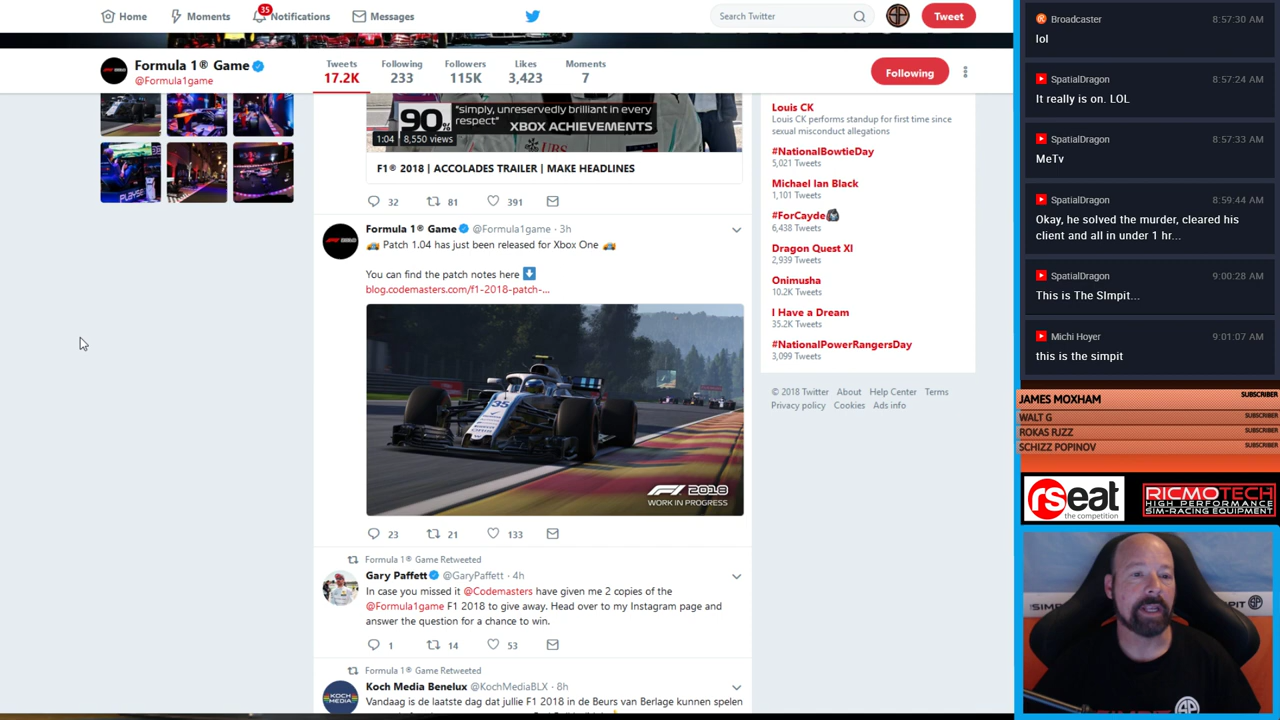 Home
Moments
35
Notifications
Messages
Search Twitter
Tweet
Formula 1® Game
@Formula1game
Tweets
17.2K
Following
233
Followers
115K
Likes
3,423
Moments
7
Following
90%
"simply, unreservedly brilliant in every
respect"
XBOX ACHIEVEMENTS
1:04
8,550 views
F1® 2018 | ACCOLADES TRAILER | MAKE HEADLINES
32
81
391
Formula 1® Game @Formula1game · 3h
Patch 1.04 has just been released for Xbox One
You can find the patch notes here
blog.codemasters.com/f1-2018-patch-...
35
F1 2018
WORK IN PROGRESS
23
21
133
Formula 1® Game Retweeted
Gary Paffett @GaryPaffett · 4h
In case you missed it @Codemasters have given me 2 copies of the
@Formula1game F1 2018 to give away. Head over to my Instagram page and
answer the question for a chance to win.
1
14
53
Formula 1® Game Retweeted
KOCH MEDIA
Koch Media Benelux @KochMediaBLX · 8h
Vandaag is de laatste dag dat jullie F1 2018 in de Beurs van Berlage kunnen spelen
Louis CK
Louis CK performs standup for first time since
sexual misconduct allegations
#NationalBowtieDay
5,021 Tweets
Michael Ian Black
1,101 Tweets
#ForCayde
6,438 Tweets
Dragon Quest XI
2,939 Tweets
Onimusha
10.2K Tweets
I Have a Dream
35.2K Tweets
#NationalPowerRangersDay
3,099 Tweets
© 2018 Twitter About Help Center Terms
Privacy policy Cookies Ads info
Broadcaster 8:57:30 AM
lol
SpatialDragon 8:57:24 AM
It really is on. LOL
SpatialDragon 8:57:33 AM
MeTv
SpatialDragon 8:59:44 AM
Okay, he solved the murder, cleared his
client and all in under 1 hr...
SpatialDragon 9:00:28 AM
This is The SImpit...
Michi Hoyer 9:01:07 AM
this is the simpit
JAMES MOXHAM SUBSCRIBER
WALT G SUBSCRIBER
ROKAS RJZZ SUBSCRIBER
SCHIZZ POPINOV SUBSCRIBER
rseat
the competition
RICMOTECH
HIGH PERFORMANCE
SIM-RACING EQUIPMENT